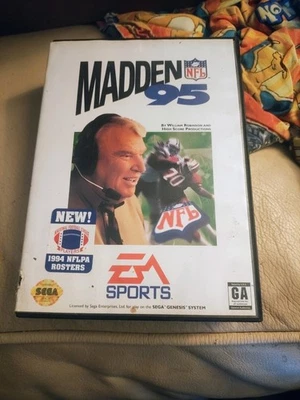 MADDEN
NFL
95
BY WILLIAM ROBINSON AND
HIGH SCORE PRODUCTIONS
20
NEW!
1994 NFLPA
ROSTERS
NFL
EA
SPORTS
SEGA
GA
Licensed by Sega Enterprises, Ltd. for play on the SEGA GENESIS SYSTEM